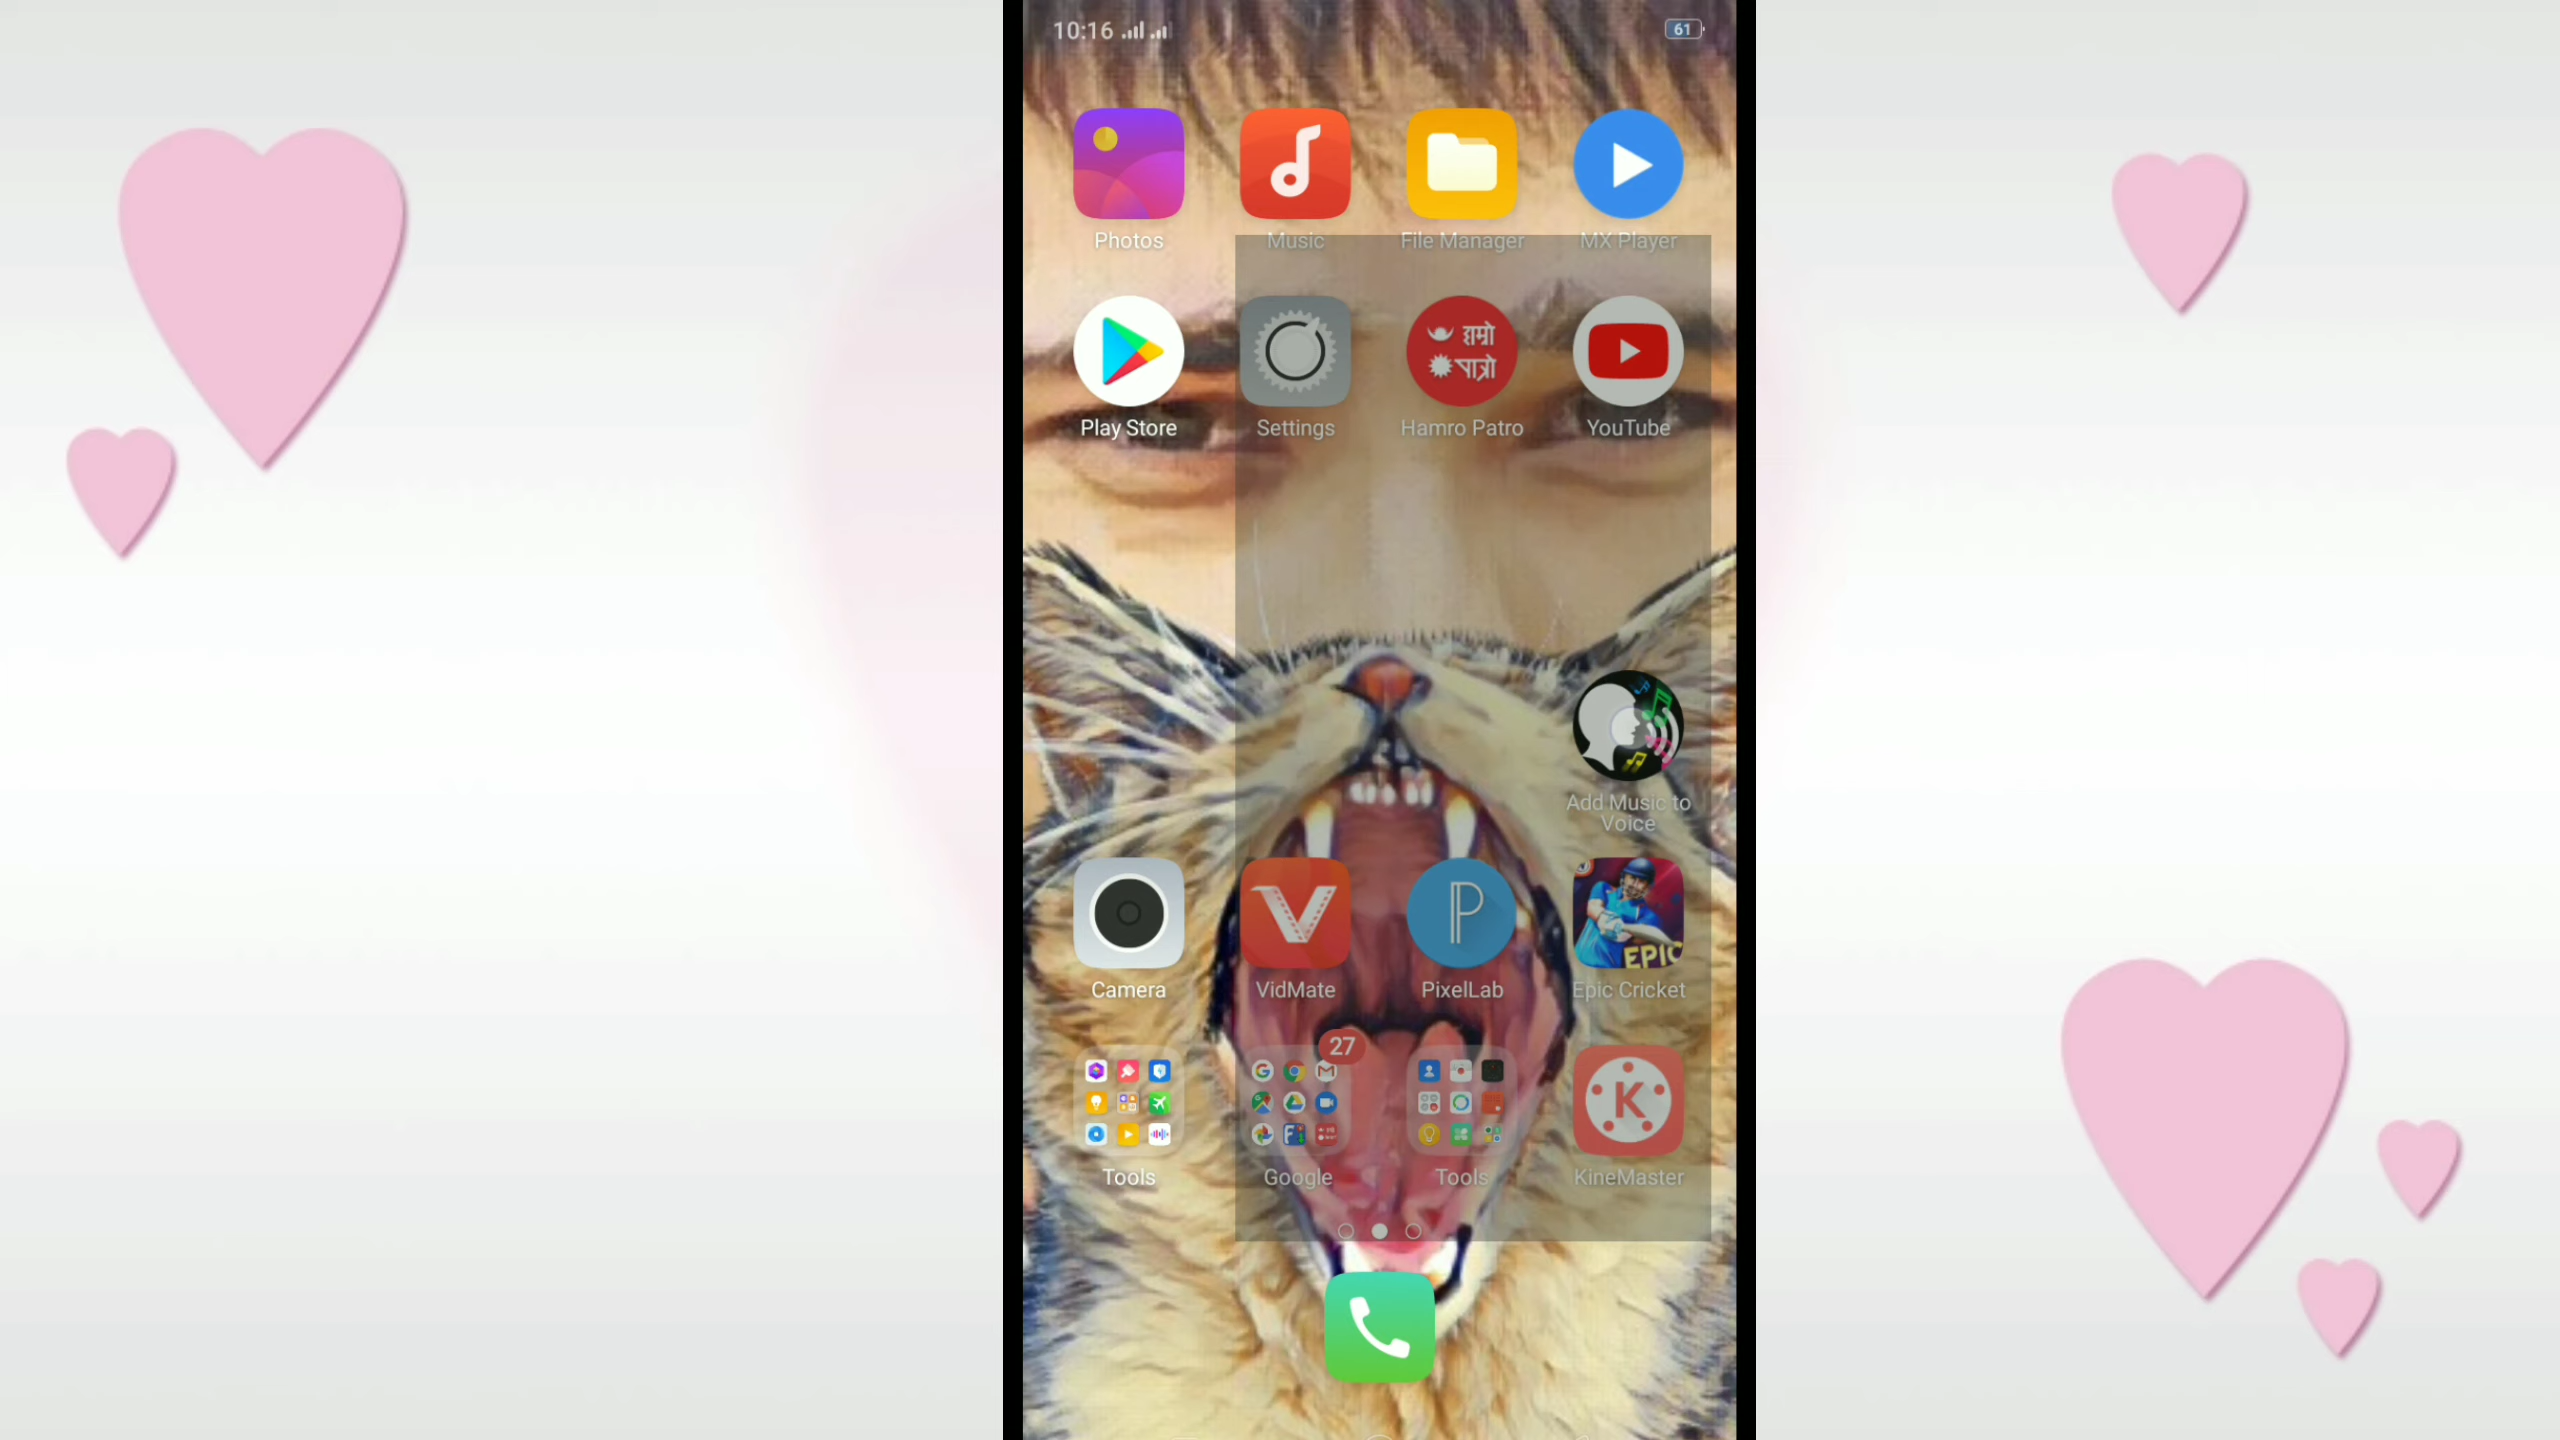 10:16
61
Photos
Music
File Manager
MX Player
हाम्रो
पात्रो
Play Store
Settings
Hamro Patro
YouTube
Add Music to
Voice
P
EPIC
Camera
VidMate
PixelLab
Epic Cricket
27
K
Tools
Google
Tools
KineMaster